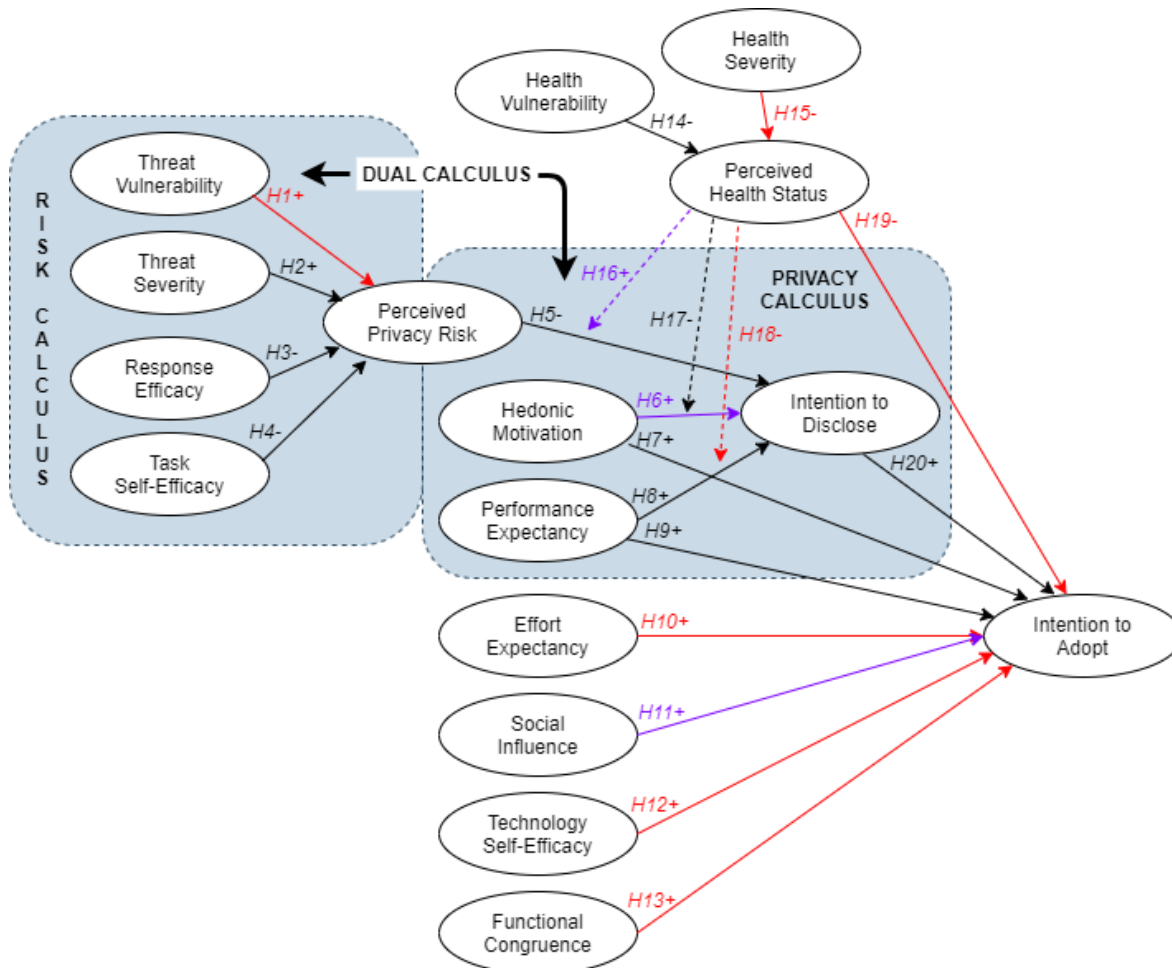 Health
Severity
Health
Vulnerability
H15-
H14-
Threat
Vulnerability
DUAL CALCULUS
Perceived
Health Status
H1+
H19-
RISK CALCULUS
Threat
Severity
H2+
H16+
PRIVACY
CALCULUS
Perceived
Privacy Risk
H5-
H17-
H18-
Response
Efficacy
H3-
Hedonic
Motivation
H6+
Intention to
Disclose
H7+
H4-
Task
Self-Efficacy
H20+
Performance
Expectancy
H8+
H9+
Effort
Expectancy
H10+
Intention to
Adopt
Social
Influence
H11+
Technology
Self-Efficacy
H12+
Functional
Congruence
H13+